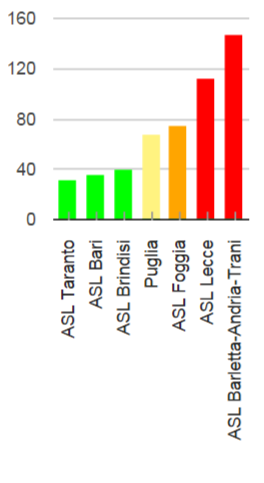 160
120
80
40
0
ASL Taranto
ASL Bari
ASL Brindisi
Puglia
ASL Foggia
ASL Lecce
ASL Barletta-Andria-Trani